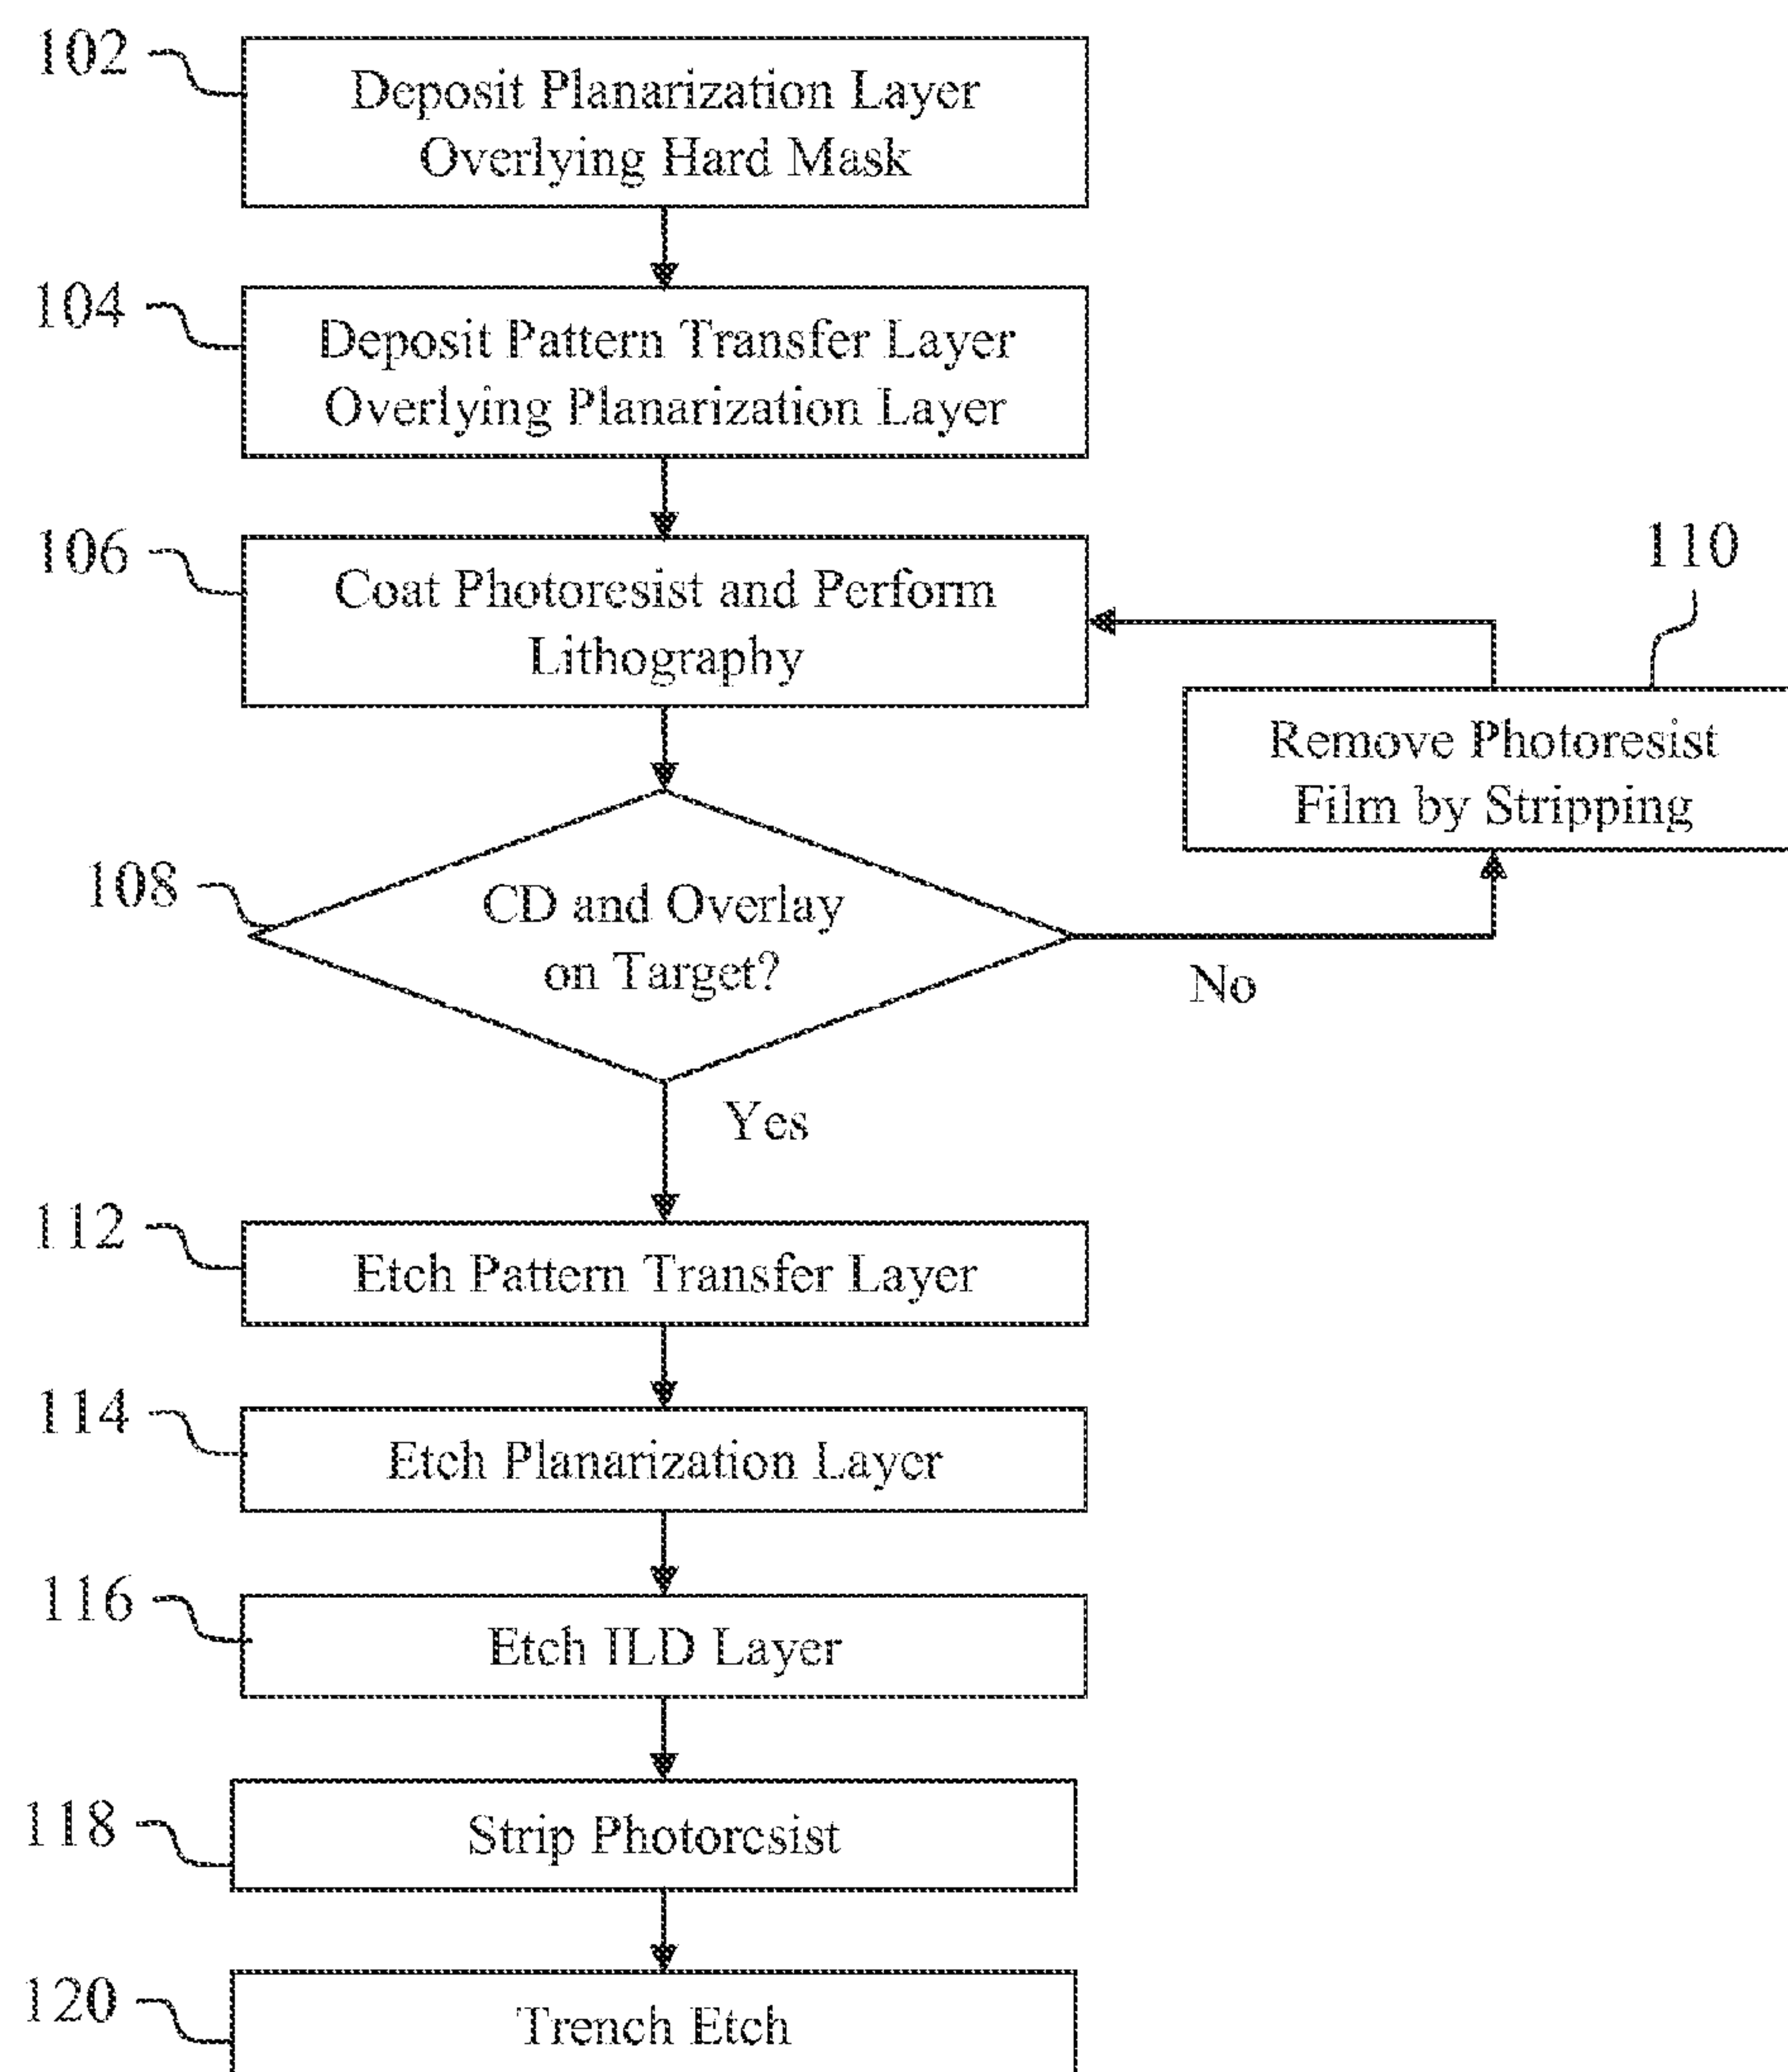 102
Deposit Planarization Layer
Overlying Hard Mask
104
Deposit Pattern Transfer Layer
Overlying Planarization Layer
106
Coat Photoresist and Perform
Lithography
110
Remove Photoresist
Film by Stripping
108
CD and Overlay
on Target?
No
Yes
112
Etch Pattern Transfer Layer
114
Etch Planarization Layer
116
Etch ILD Layer
118
Strip Photoresist
120
Trench Etch